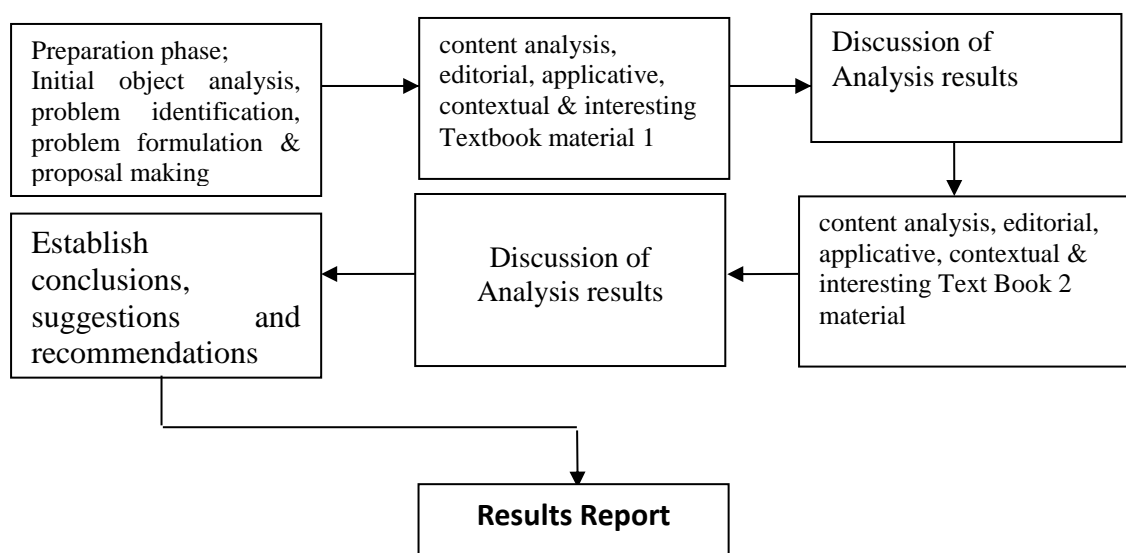 Preparation phase;
Initial object analysis,
problem identification,
problem formulation &
proposal making
content analysis,
editorial, applicative,
contextual & interesting
Textbook material 1
Discussion of
Analysis results
content analysis, editorial,
applicative, contextual &
interesting Text Book 2
material
Discussion of
Analysis results
Establish
conclusions,
suggestions and
recommendations
Results Report